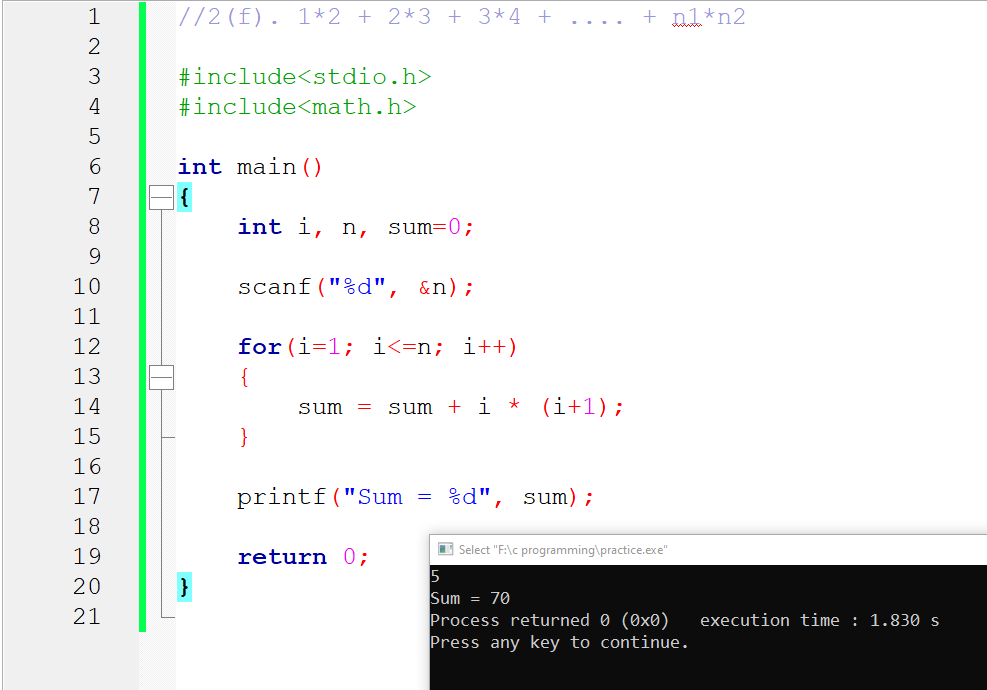 1 //2(f). 1*2 + 2*3 + 3*4 + .... + n1*n2
2
3 #include<stdio.h>
4 #include<math.h>
5
6 int main()
7 {
8 int i, n, sum=0;
9
10 scanf("%d", &n);
11
12 for(i=1; i<=n; i++)
13 {
14 sum = sum + i * (i+1);
15 }
16
17 printf("Sum = %d", sum);
18
19 return 0;
20 }
21
Select "F:\c programming\practice.exe"
5
Sum = 70
Process returned 0 (0x0)   execution time : 1.830 s
Press any key to continue.